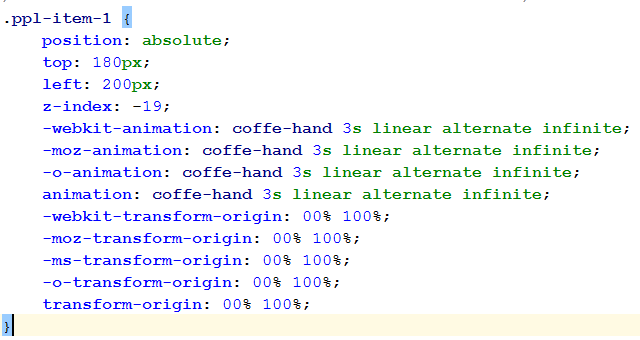 .ppl-item-1 {
    position: absolute;
    top: 180px;
    left: 200px;
    z-index: -19;
    -webkit-animation: coffe-hand 3s linear alternate infinite;
    -moz-animation: coffe-hand 3s linear alternate infinite;
    -o-animation: coffe-hand 3s linear alternate infinite;
    animation: coffe-hand 3s linear alternate infinite;
    -webkit-transform-origin: 00% 100%;
    -moz-transform-origin: 00% 100%;
    -ms-transform-origin: 00% 100%;
    -o-transform-origin: 00% 100%;
    transform-origin: 00% 100%;
}